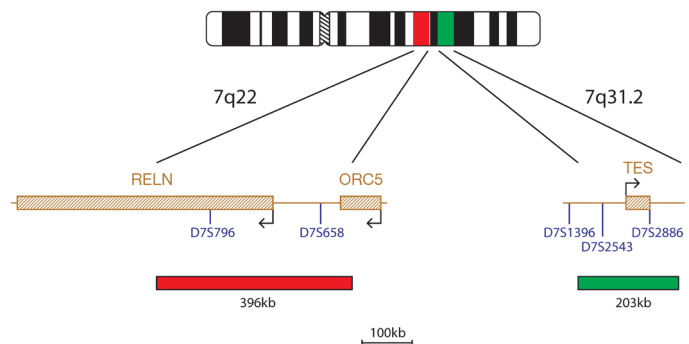 7q22
7q31.2
RELN
ORC5
TES
D7S796
D7S658
D7S1396
D7S2543
D7S2886
396kb
203kb
100kb